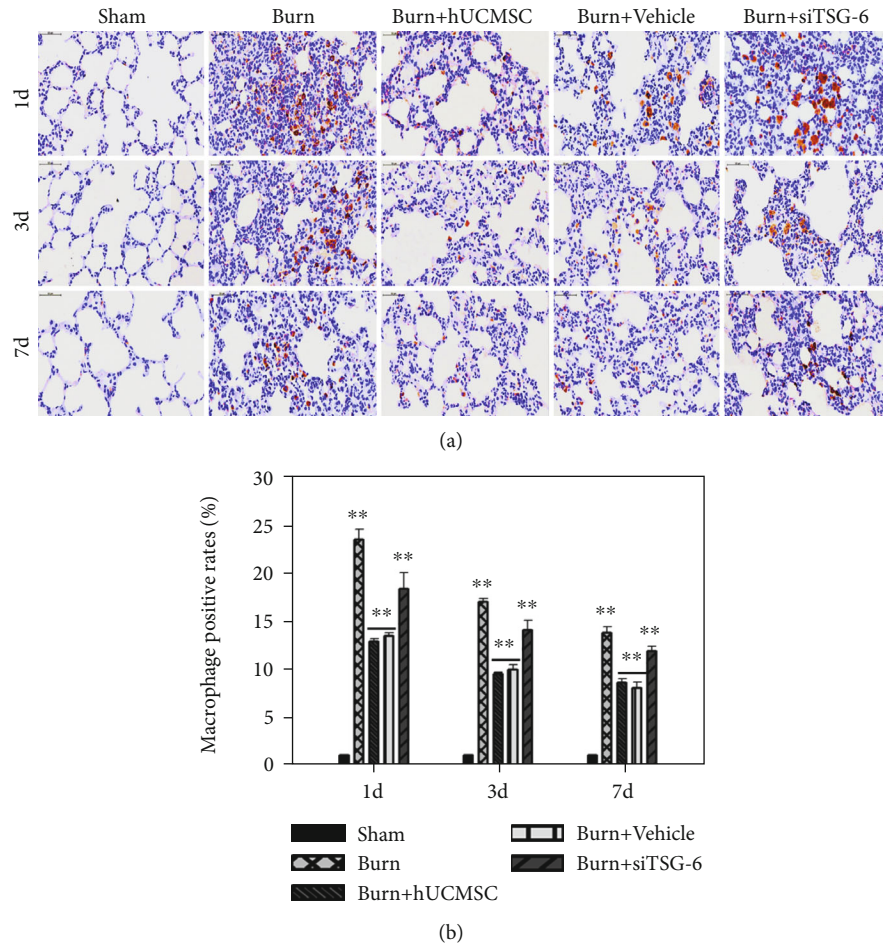 Sham Burn Burn+hUCMSC Burn+Vehicle Burn+siTSG-6
1d
3d
7d
(a)
Macrophage positive rates (%)
30
25
20
15
10
5
0
**
**
**
**
**
**
**
**
**
1d 3d 7d
Sham
Burn
Burn+hUCMSC
Burn+Vehicle
Burn+siTSG-6
(b)